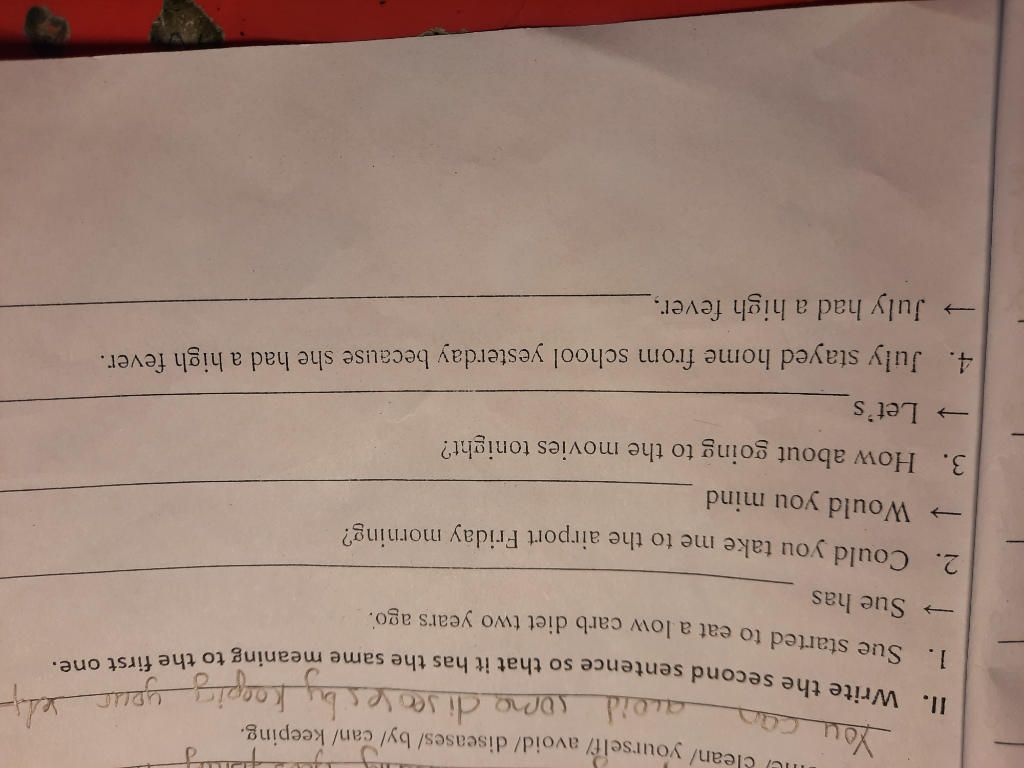 me/ clean/ yourself/ avoid/ diseases/ by/ can/ keeping.
You can avoid some diseases by keeping your self
II. Write the second sentence so that it has the same meaning to the first one.
1. Sue started to eat a low carb diet two years ago.
→ Sue has
2. Could you take me to the airport Friday morning?
→ Would you mind
3. How about going to the movies tonight?
→ Let's
4. July stayed home from school yesterday because she had a high fever.
→ July had a high fever,